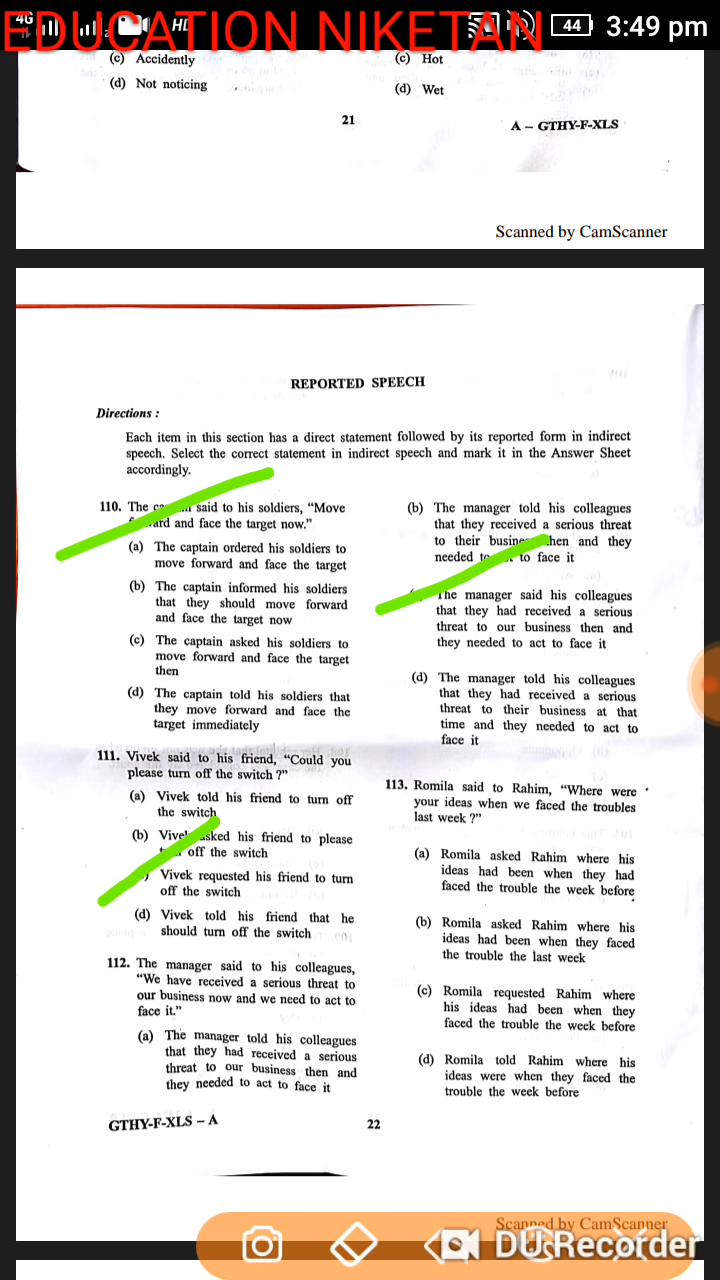 4G HD 44 3:49 pm
EDUCATION NIKETAN
(c) Accidently
(d) Not noticing
(c) Hot
(d) Wet
21
A – GTHY-F-XLS
Scanned by CamScanner
REPORTED SPEECH
Directions :
Each item in this section has a direct statement followed by its reported form in indirect
speech. Select the correct statement in indirect speech and mark it in the Answer Sheet
accordingly.
110. The said to his soldiers, “Move
and face the target now.”
(a) The captain ordered his soldiers to
move forward and face the target
(b) The captain informed his soldiers
that they should move forward
and face the target now
(c) The captain asked his soldiers to
move forward and face the target
then
(d) The captain told his soldiers that
they move forward and face the
target immediately
111. Vivek said to his friend, “Could you
please turn off the switch ?”
(a) Vivek told his friend to turn off
the switch
(b) Vivek asked his friend to please
off the switch
Vivek requested his friend to turn
off the switch
(d) Vivek told his friend that he
should turn off the switch
112. The manager said to his colleagues,
“We have received a serious threat to
our business now and we need to act to
face it.”
(a) The manager told his colleagues
that they had received a serious
threat to our business then and
they needed to act to face it
(b) The manager told his colleagues
that they received a serious threat
to their business then and they
needed to to face it
The manager said his colleagues
that they had received a serious
threat to our business then and
they needed to act to face it
(d) The manager told his colleagues
that they had received a serious
threat to their business at that
time and they needed to act to
face it
113. Romila said to Rahim, “Where were
your ideas when we faced the troubles
last week ?”
(a) Romila asked Rahim where his
ideas had been when they had
faced the trouble the week before
(b) Romila asked Rahim where his
ideas had been when they faced
the trouble the last week
(c) Romila requested Rahim where
his ideas had been when they
faced the trouble the week before
(d) Romila told Rahim where his
ideas were when they faced the
trouble the week before
GTHY-F-XLS – A
22
Scanned by CamScanner
DU Recorder